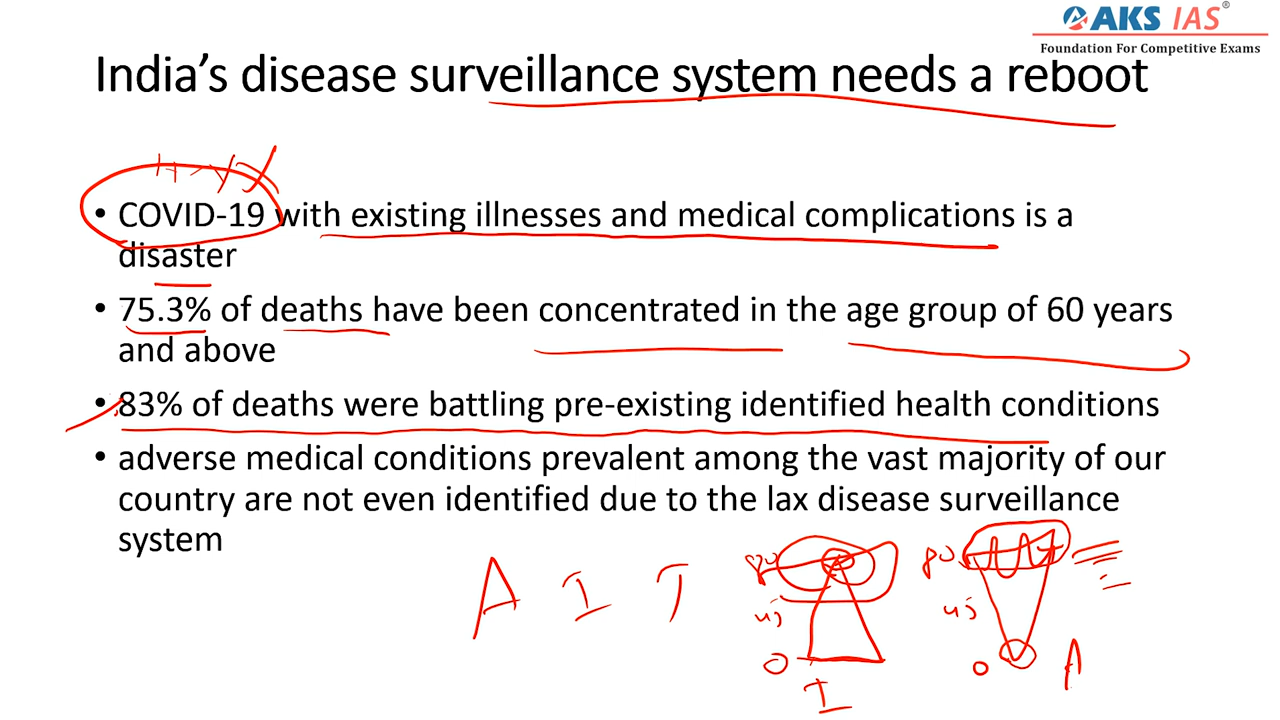 AKS IAS®
Foundation For Competitive Exams
India's disease surveillance system needs a reboot
• COVID-19 with existing illnesses and medical complications is a
disaster
• 75.3% of deaths have been concentrated in the age group of 60 years
and above
• 83% of deaths were battling pre-existing identified health conditions
• adverse medical conditions prevalent among the vast majority of our
country are not even identified due to the lax disease surveillance
system
A I T
0 0
I A